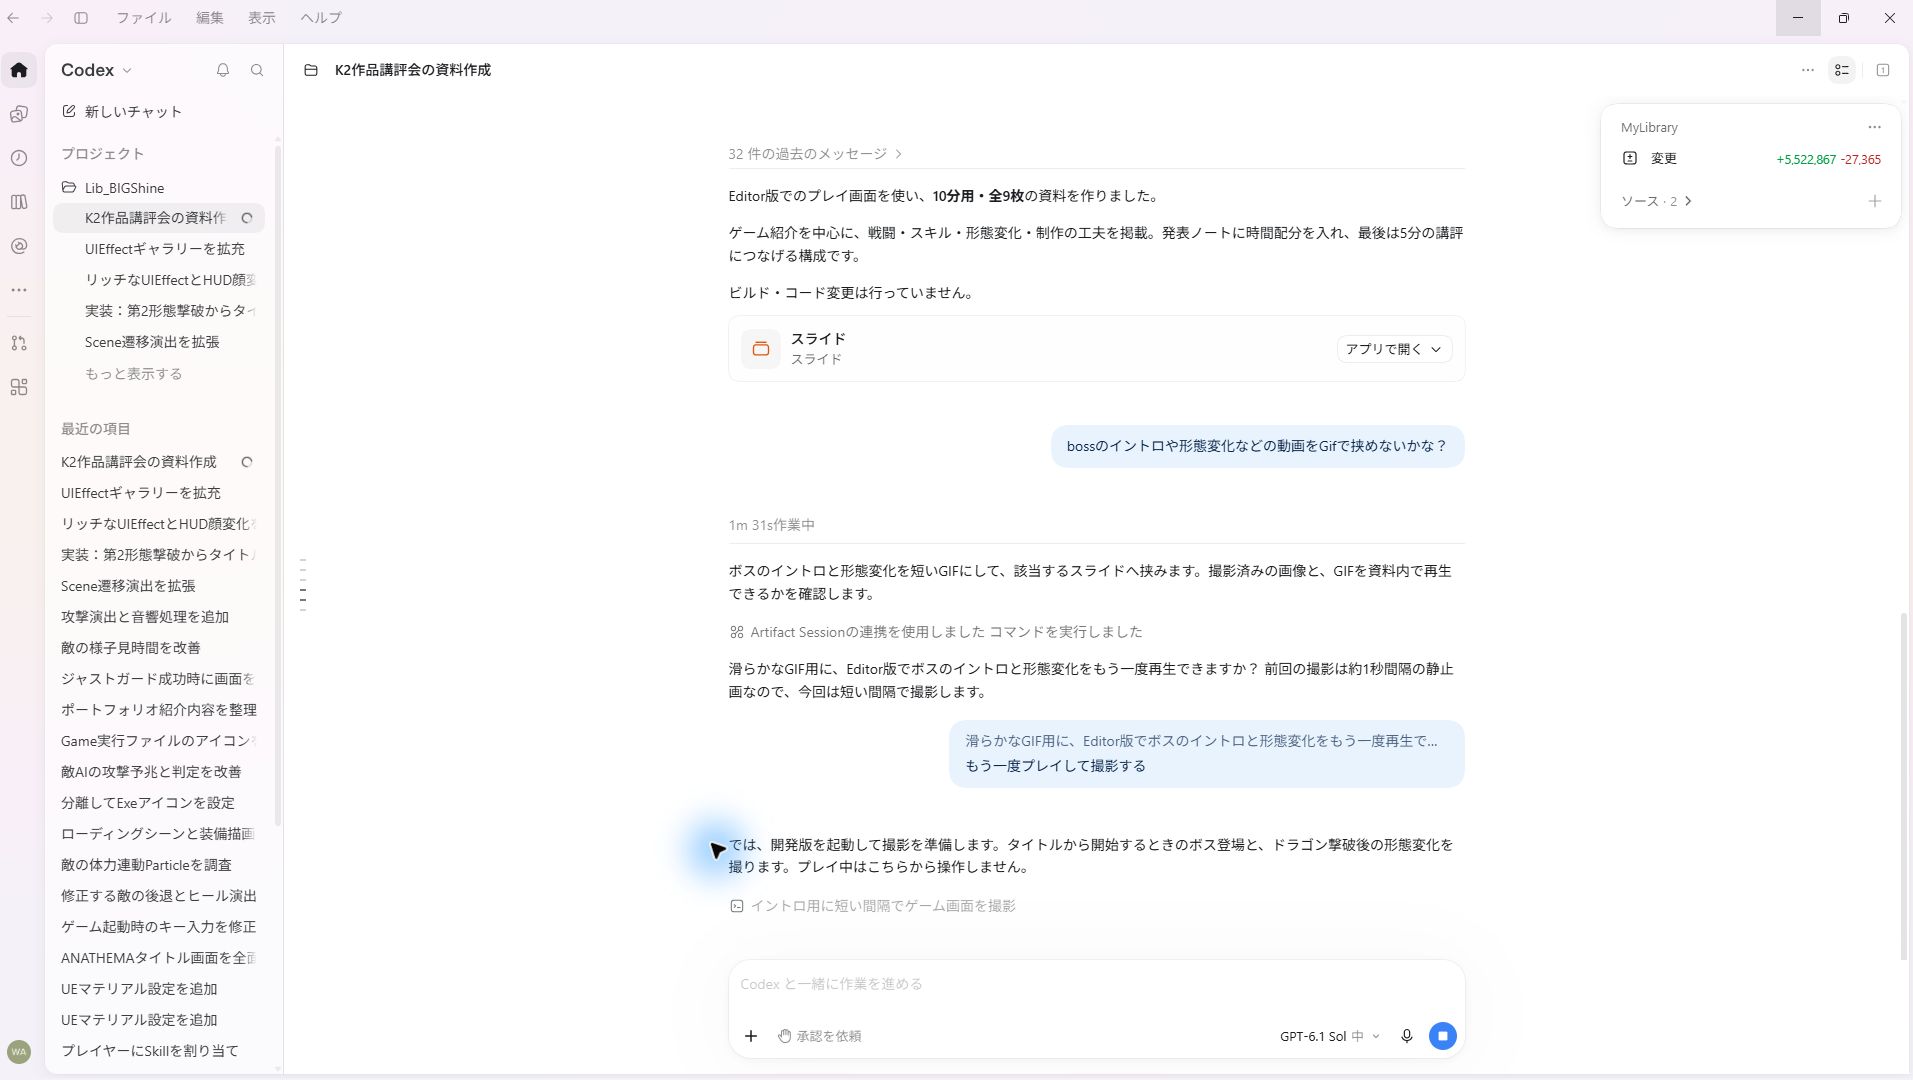 ファイル 編集 表示 ヘルプ
Codex
新しいチャット
プロジェクト
Lib_BIGShine
K2作品講評会の資料作
UIEffectギャラリーを拡充
リッチなUIEffectとHUD顔変
実装：第2形態撃破からタイ
Scene遷移演出を拡張
もっと表示する
最近の項目
K2作品講評会の資料作成
UIEffectギャラリーを拡充
リッチなUIEffectとHUD顔変化を
実装：第2形態撃破からタイトル
Scene遷移演出を拡張
攻撃演出と音響処理を追加
敵の様子見時間を改善
ジャストガード成功時に画面を
ポートフォリオ紹介内容を整理
Game実行ファイルのアイコンを
敵AIの攻撃予兆と判定を改善
分離してExeアイコンを設定
ローディングシーンと装備描画
敵の体力連動Particleを調査
修正する敵の後退とヒール演出
ゲーム起動時のキー入力を修正
ANATHEMAタイトル画面を全面
UEマテリアル設定を追加
UEマテリアル設定を追加
プレイヤーにSkillを割り当て
WA
K2作品講評会の資料作成
1
MyLibrary
変更 +5,522,867 -27,365
ソース · 2
32 件の過去のメッセージ
Editor版でのプレイ画面を使い、10分用・全9枚の資料を作りました。
ゲーム紹介を中心に、戦闘・スキル・形態変化・制作の工夫を掲載。発表ノートに時間配分を入れ、最後は5分の講評
につなげる構成です。
ビルド・コード変更は行っていません。
スライド
スライド
アプリで開く
bossのイントロや形態変化などの動画をGifで挟めないかな？
1m 31s作業中
ボスのイントロと形態変化を短いGIFにして、該当するスライドへ挟みます。撮影済みの画像と、GIFを資料内で再生
できるかを確認します。
Artifact Sessionの連携を使用しました コマンドを実行しました
滑らかなGIF用に、Editor版でボスのイントロと形態変化をもう一度再生できますか？ 前回の撮影は約1秒間隔の静止
画なので、今回は短い間隔で撮影します。
滑らかなGIF用に、Editor版でボスのイントロと形態変化をもう一度再生で...
もう一度プレイして撮影する
では、開発版を起動して撮影を準備します。タイトルから開始するときのボス登場と、ドラゴン撃破後の形態変化を
撮ります。プレイ中はこちらから操作しません。
イントロ用に短い間隔でゲーム画面を撮影
Codex と一緒に作業を進める
承認を依頼
GPT-6.1 Sol 中